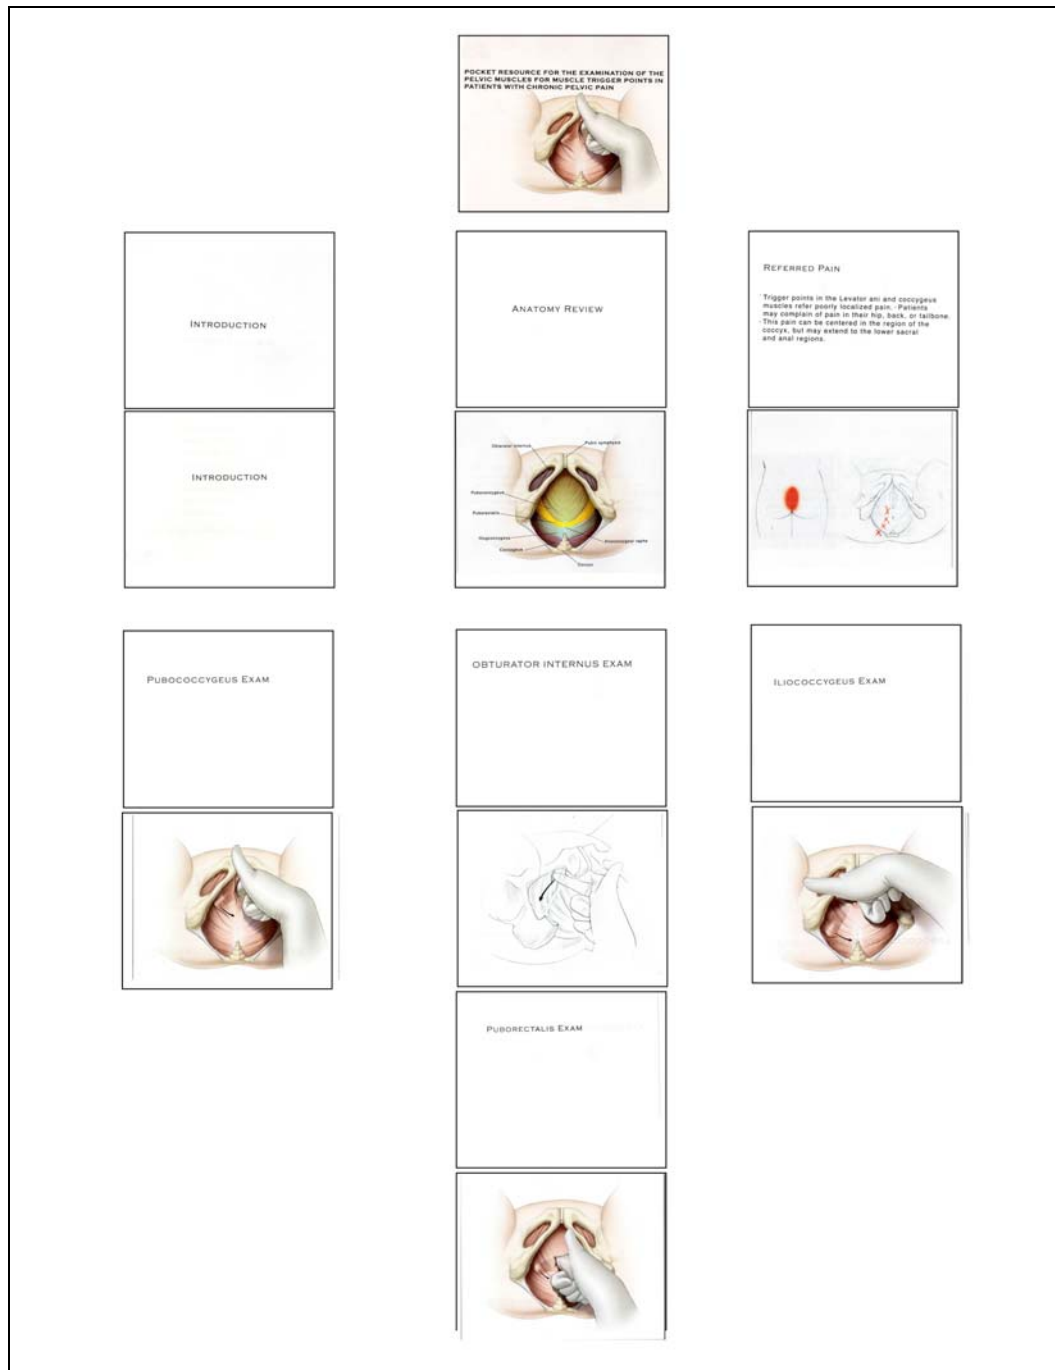 POCKET RESOURCE FOR THE EXAMINATION OF THE
PELVIC MUSCLES FOR MUSCLE TRIGGER POINTS IN
PATIENTS WITH CHRONIC PELVIC PAIN
INTRODUCTION
ANATOMY REVIEW
REFERRED PAIN
· Trigger points in the Levator ani and coccygeus
muscles refer poorly localized pain. · Patients
may complain of pain in their hip, back, or tailbone.
· This pain can be centered in the region of the
coccyx, but may extend to the lower sacral
and anal regions.
INTRODUCTION
Obturator internus
Pubic symphysis
Pubococcygeus
Puborectalis
Iliococcygeus
Coccygeus
Anococcygeal raphe
Coccyx
PUBOCOCCYGEUS EXAM
OBTURATOR INTERNUS EXAM
ILIOCOCCYGEUS EXAM
PUBORECTALIS EXAM